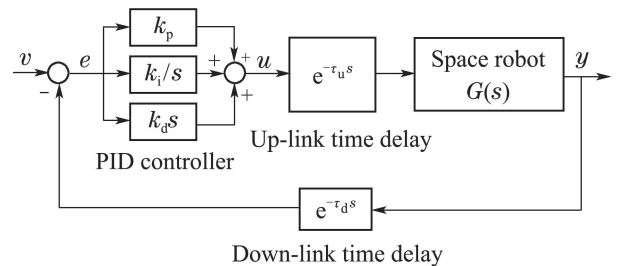 k_p
v
e
+
+
u
-
k_i/s
+
k_d s
e^{-τ_u s}
Space robot
G(s)
y
PID controller
Up-link time delay
e^{-τ_d s}
Down-link time delay